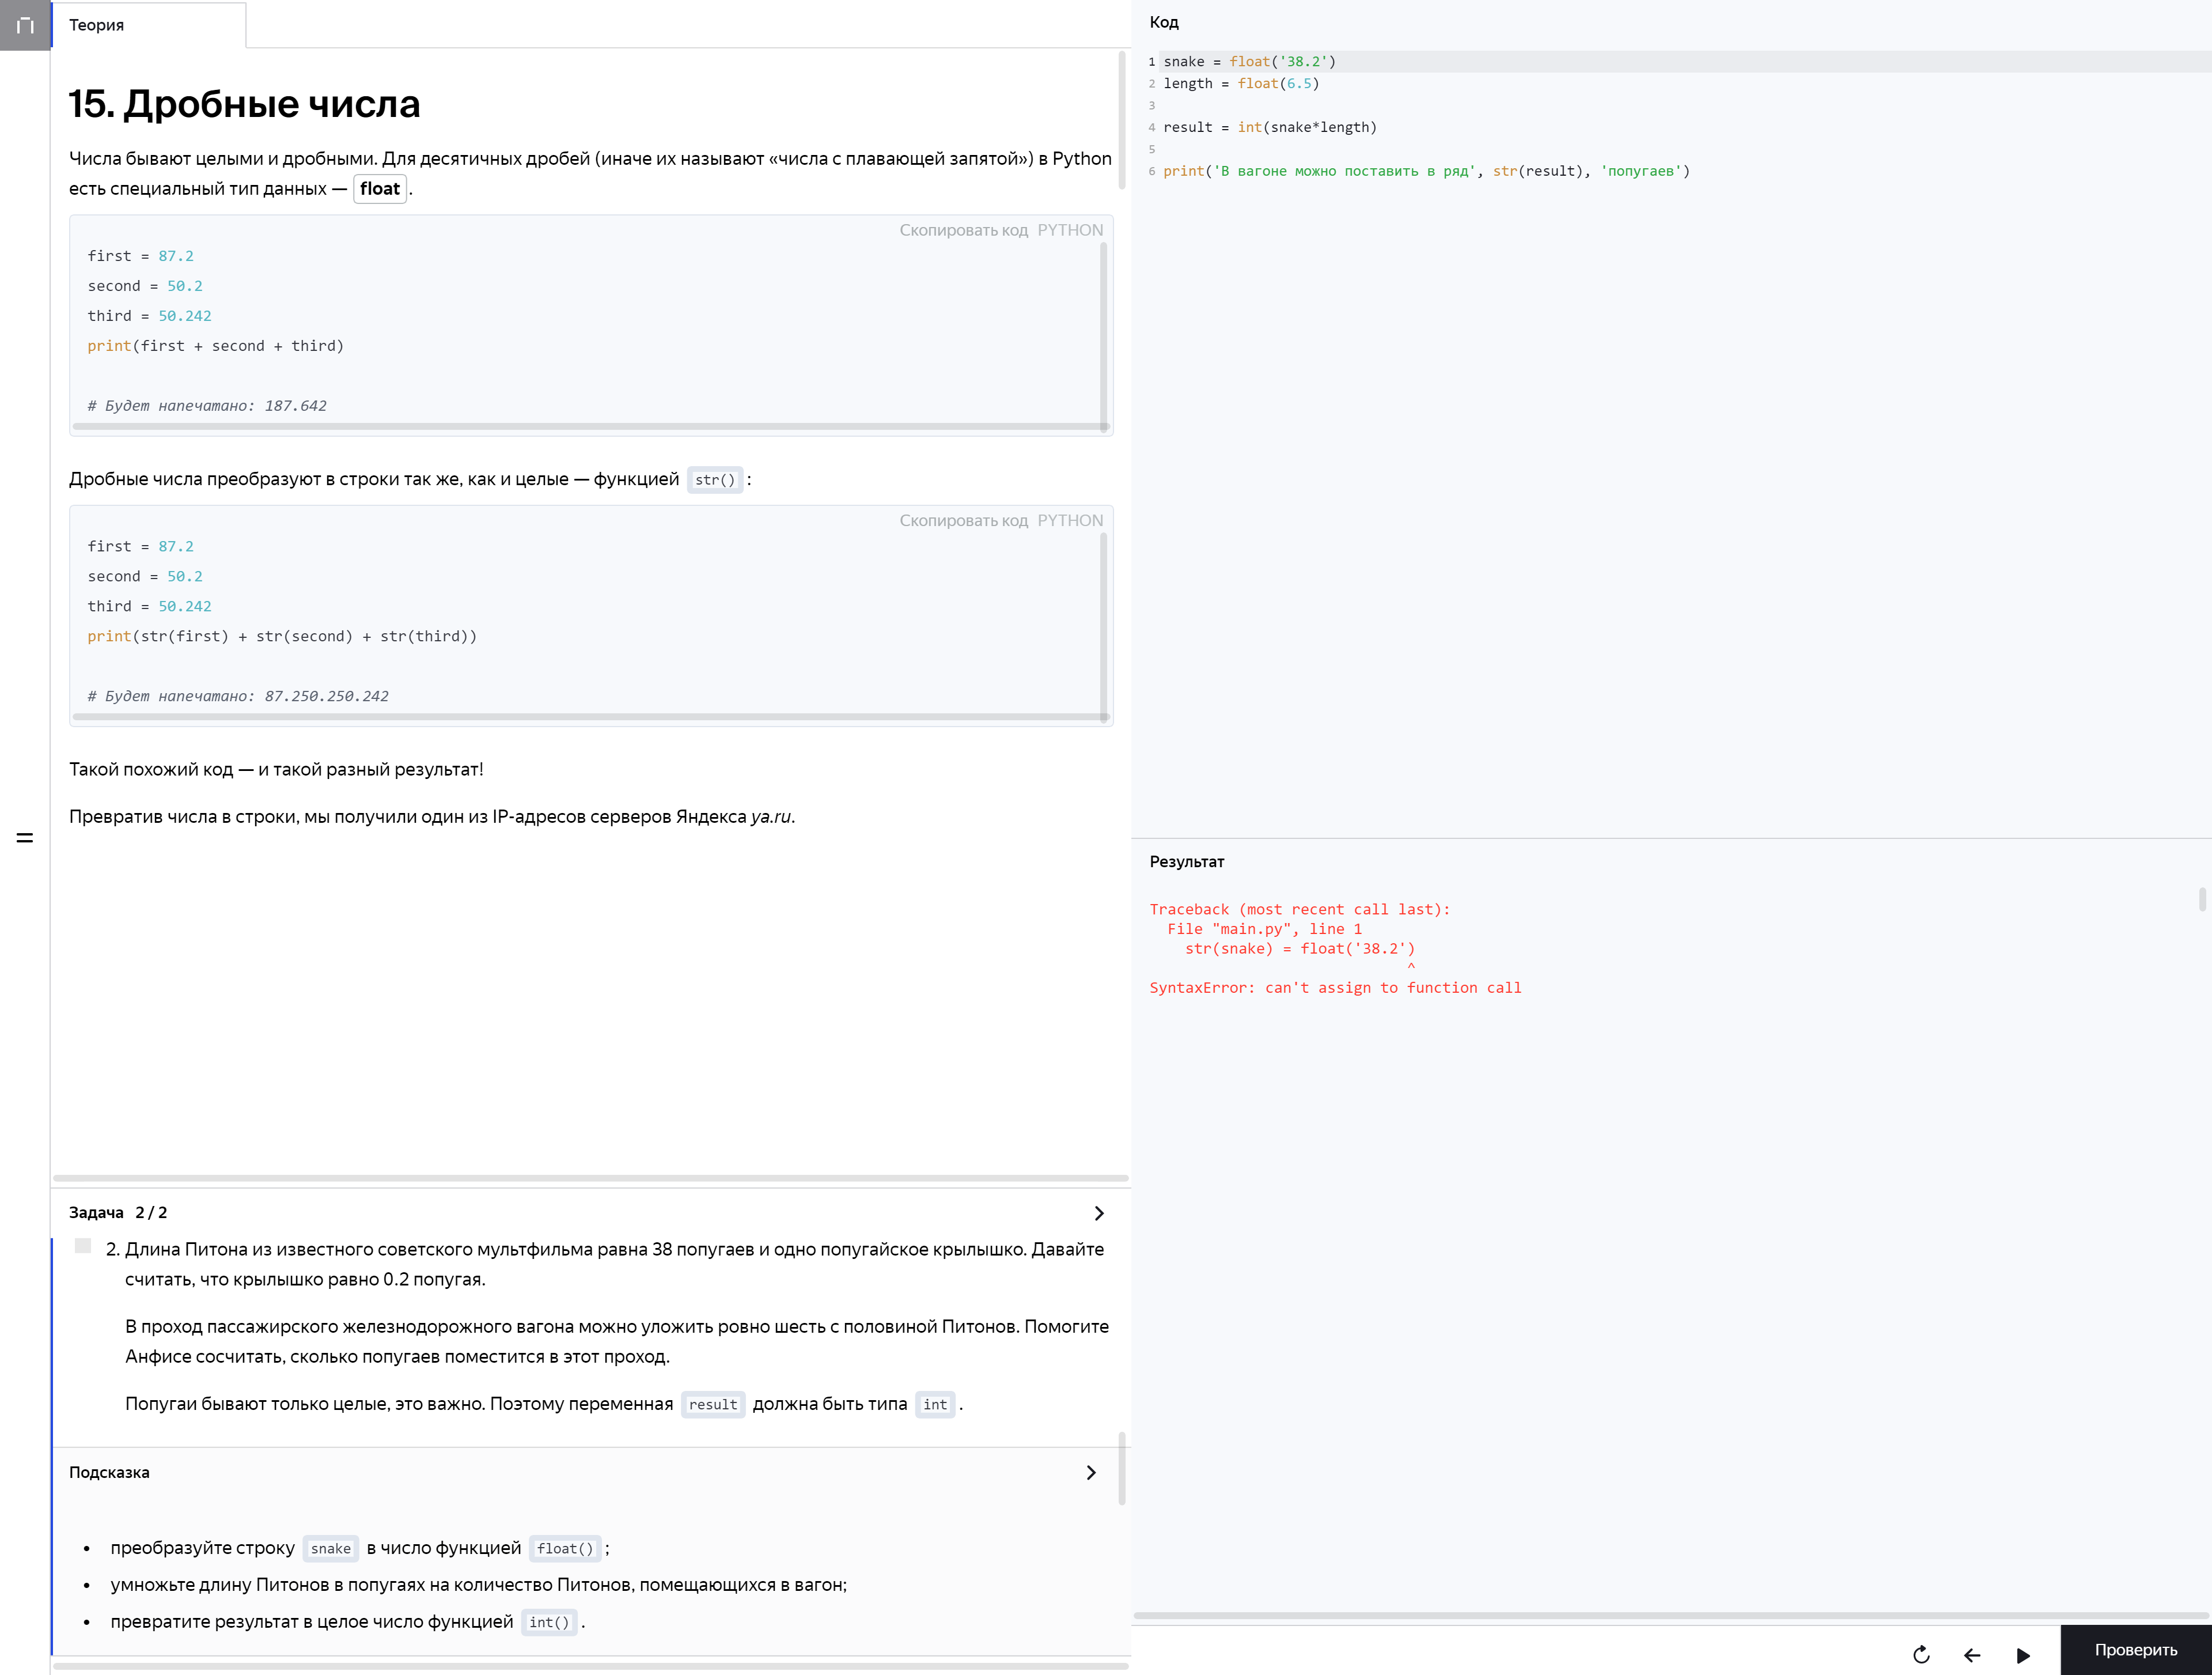 Теория
15. Дробные числа
Числа бывают целыми и дробными. Для десятичных дробей (иначе их называют «числа с плавающей запятой») в Python
есть специальный тип данных — float .
Скопировать код PYTHON
first = 87.2
second = 50.2
third = 50.242
print(first + second + third)
# Будет напечатано: 187.642
Дробные числа преобразуют в строки так же, как и целые — функцией str() :
Скопировать код PYTHON
first = 87.2
second = 50.2
third = 50.242
print(str(first) + str(second) + str(third))
# Будет напечатано: 87.250.250.242
Такой похожий код — и такой разный результат!
Превратив числа в строки, мы получили один из IP-адресов серверов Яндекса ya.ru.
Задача 2 / 2
2. Длина Питона из известного советского мультфильма равна 38 попугаев и одно попугайское крылышко. Давайте
считать, что крылышко равно 0.2 попугая.
В проход пассажирского железнодорожного вагона можно уложить ровно шесть с половиной Питонов. Помогите
Анфисе сосчитать, сколько попугаев поместится в этот проход.
Попугаи бывают только целые, это важно. Поэтому переменная result должна быть типа int .
Подсказка
• преобразуйте строку snake в число функцией float() ;
• умножьте длину Питонов в попугаях на количество Питонов, помещающихся в вагон;
• превратите результат в целое число функцией int() .
Код
1 snake = float('38.2')
2 length = float(6.5)
3
4 result = int(snake*length)
5
6 print('В вагоне можно поставить в ряд', str(result), 'попугаев')
Результат
Traceback (most recent call last):
File "main.py", line 1
str(snake) = float('38.2')
^
SyntaxError: can't assign to function call
Проверить